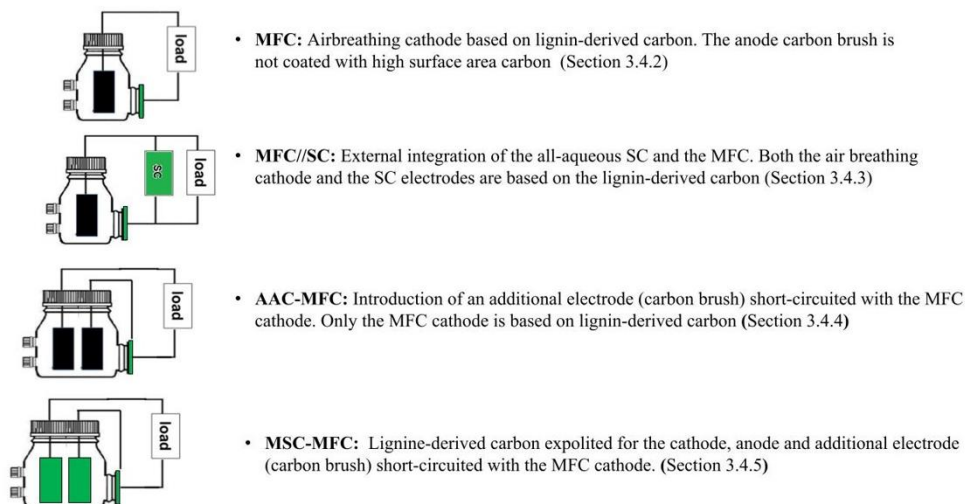 load
• MFC: Airbreathing cathode based on lignin-derived carbon. The anode carbon brush is
not coated with high surface area carbon (Section 3.4.2)
SC
load
• MFC//SC: External integration of the all-aqueous SC and the MFC. Both the air breathing
cathode and the SC electrodes are based on the lignin-derived carbon (Section 3.4.3)
load
• AAC-MFC: Introduction of an additional electrode (carbon brush) short-circuited with the MFC
cathode. Only the MFC cathode is based on lignin-derived carbon (Section 3.4.4)
load
• MSC-MFC: Lignine-derived carbon expolited for the cathode, anode and additional electrode
(carbon brush) short-circuited with the MFC cathode. (Section 3.4.5)